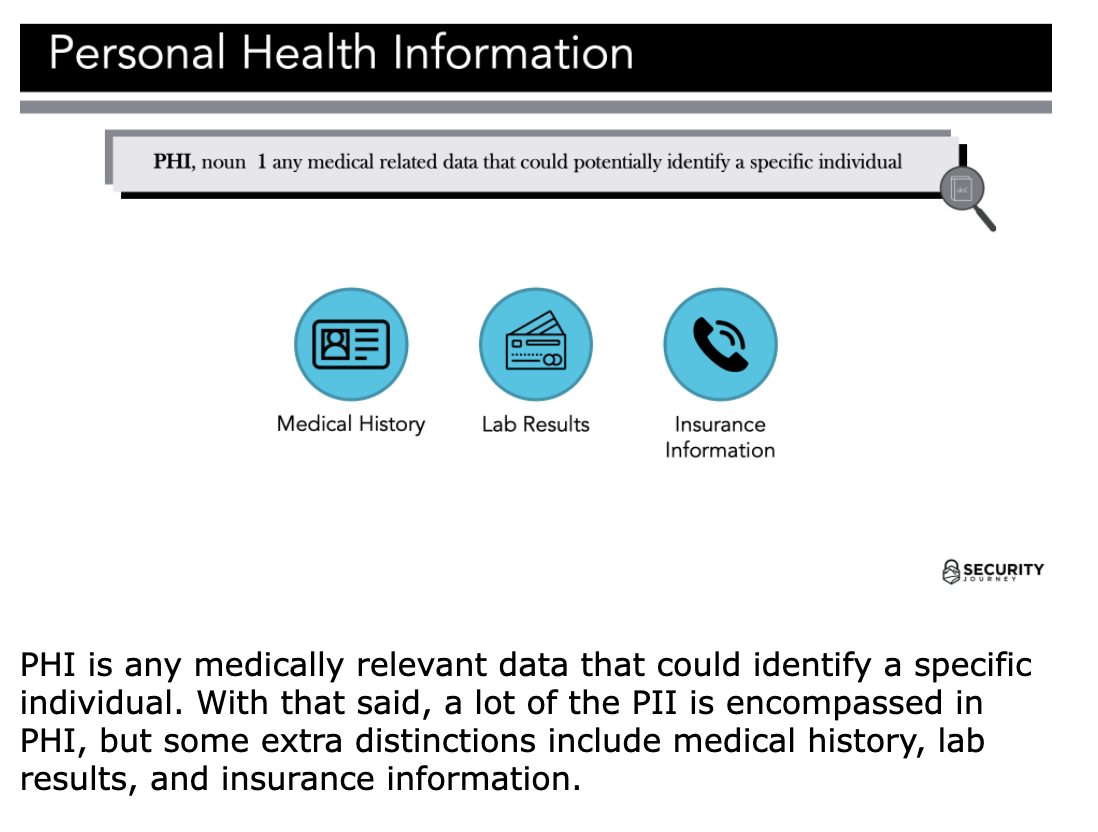 Personal Health Information
PHI, noun 1 any medical related data that could potentially identify a specific individual
def.
Medical History
Lab Results
Insurance
Information
SECURITY
JOURNEY
PHI is any medically relevant data that could identify a specific
individual. With that said, a lot of the PII is encompassed in
PHI, but some extra distinctions include medical history, lab
results, and insurance information.